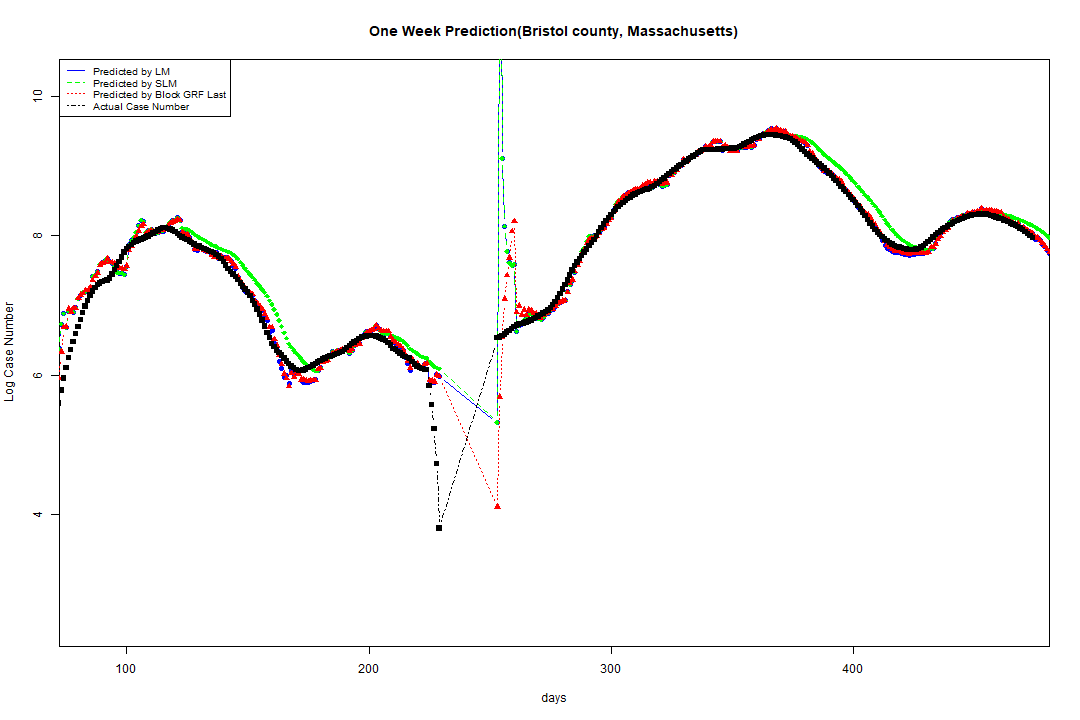 One Week Prediction(Bristol county, Massachusetts)
Predicted by LM
Predicted by SLM
Predicted by Block GRF Last
Actual Case Number
Log Case Number
10
8
6
4
100
200
300
400
days